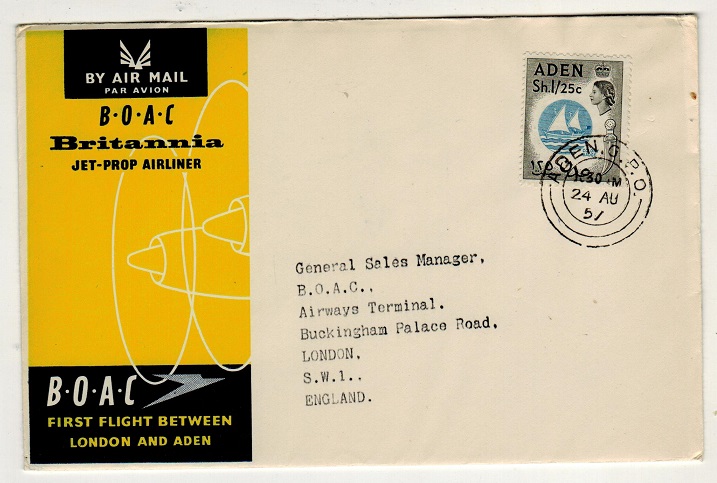 BY AIR MAIL
PAR AVION
B·O·A·C
Britannia
JET-PROP AIRLINER
B·O·A·C
FIRST FLIGHT BETWEEN
LONDON AND ADEN
ADEN
Sh.1/25c
١٢٥
ADEN.G.P.O.
24 AU
57
General Sales Manager,
B.O.A.C.,
Airways Terminal.
Buckingham Palace Road,
LONDON,
S.W.1.,
ENGLAND.